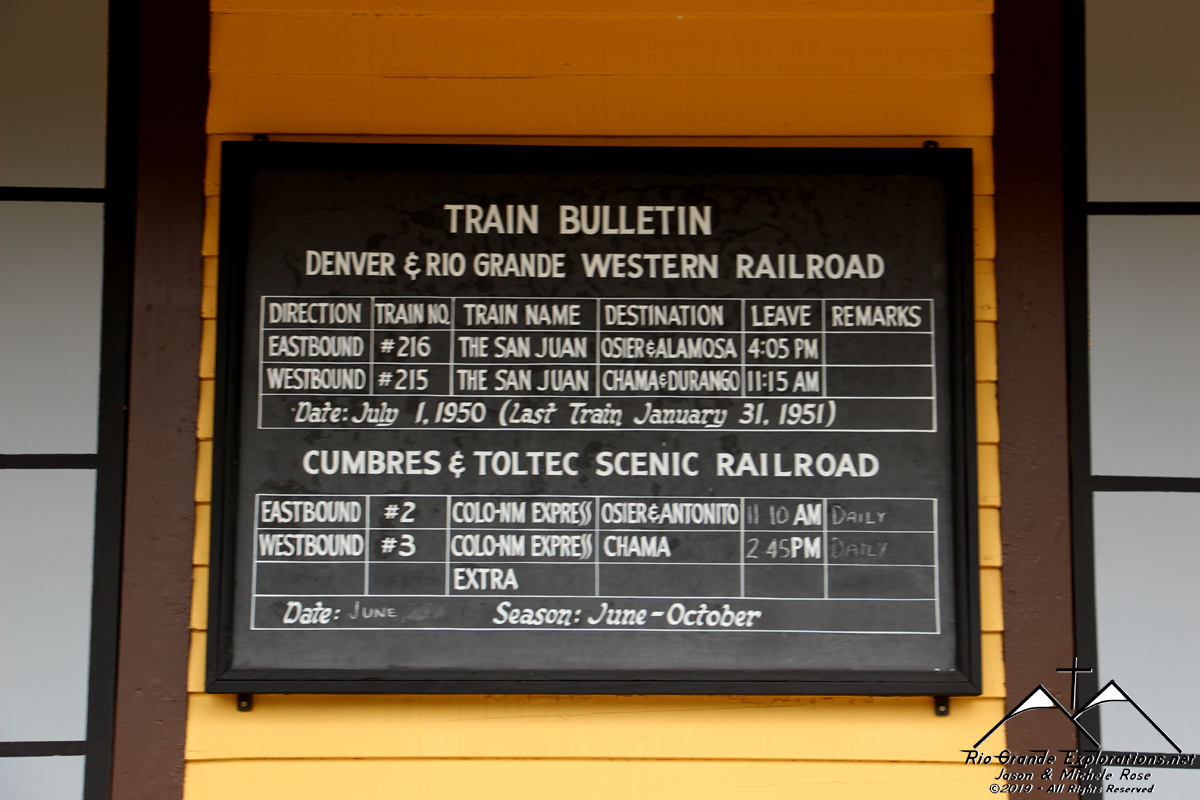 TRAIN BULLETIN
DENVER & RIO GRANDE WESTERN RAILROAD
DIRECTION TRAIN NO. TRAIN NAME DESTINATION LEAVE REMARKS
EASTBOUND #216 THE SAN JUAN OSIER & ALAMOSA 4:05 PM
WESTBOUND #215 THE SAN JUAN CHAMA & DURANGO 11:15 AM
Date: July 1, 1950 (Last Train January 31, 1951)
CUMBRES & TOLTEC SCENIC RAILROAD
EASTBOUND #2 COLO-NM EXPRESS OSIER & ANTONITO 11 10 AM DAILY
WESTBOUND #3 COLO-NM EXPRESS CHAMA 2 45 PM DAILY
EXTRA
Date: JUNE Season: June-October
Rio Grande Explorations.net
Jason & Michele Rose
©2019 - All Rights Reserved